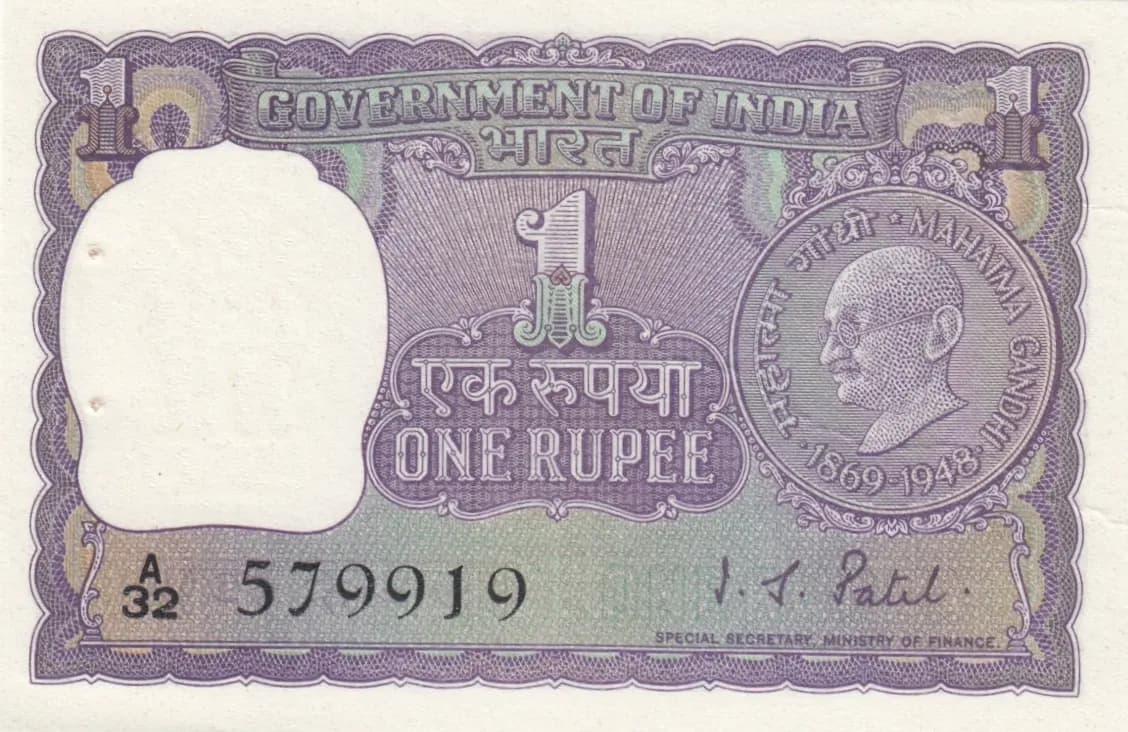 1 1
GOVERNMENT OF INDIA
भारत
1
एक रुपया
ONE RUPEE
महात्मा गांधी * MAHATMA GANDHI
· 1869-1948 ·
A/32 579919
I. J. Patel.
SPECIAL SECRETARY, MINISTRY OF FINANCE.